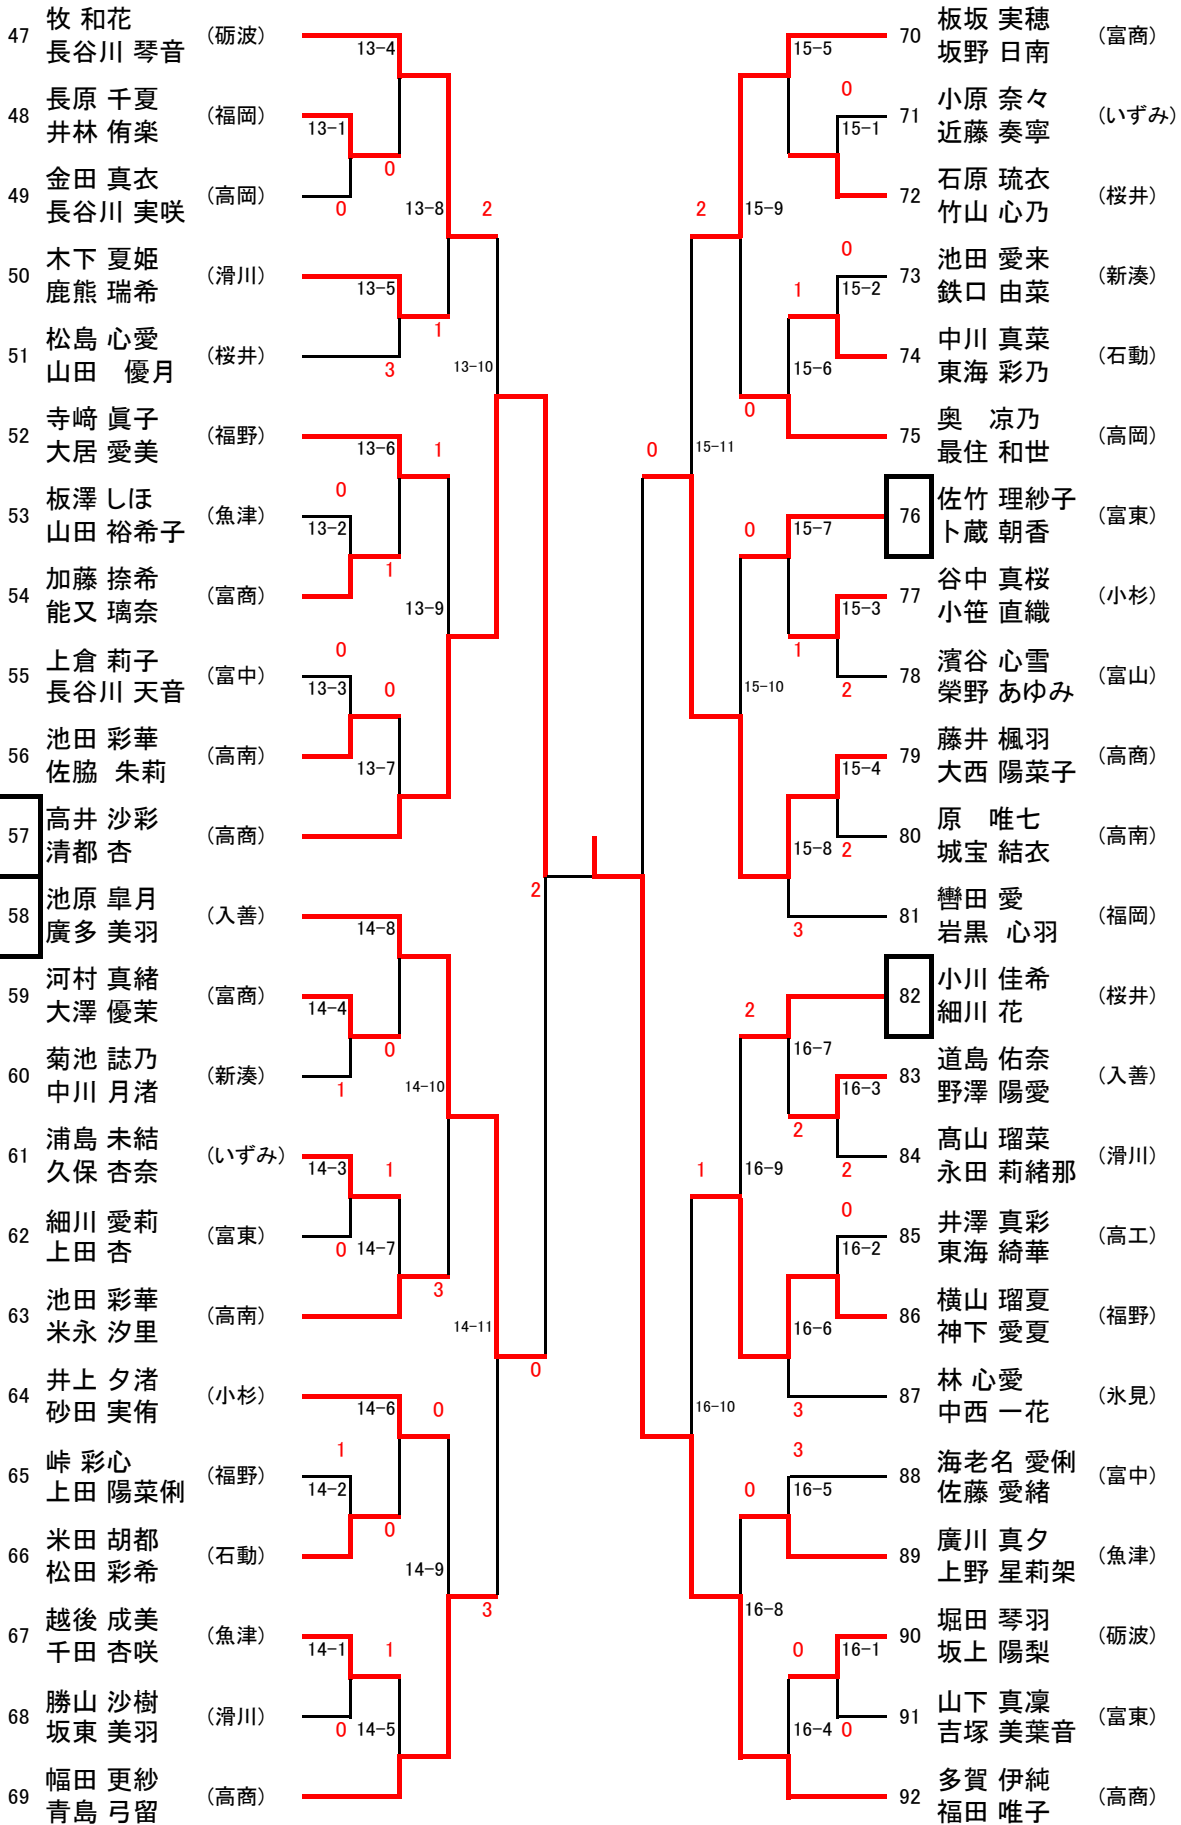 47 牧 和花 長谷川 琴音 (砺波)
48 長原 千夏 井林 侑楽 (福岡)
49 金田 真衣 長谷川 実咲 (高岡)
50 木下 夏姫 鹿熊 瑞希 (滑川)
51 松島 心愛 山田 優月 (桜井)
52 寺﨑 眞子 大居 愛美 (福野)
53 板澤 しほ 山田 裕希子 (魚津)
54 加藤 捺希 能又 璃奈 (富商)
55 上倉 莉子 長谷川 天音 (富中)
56 池田 彩華 佐脇 朱莉 (高南)
57 高井 沙彩 清都 杏 (高商)
58 池原 皐月 廣多 美羽 (入善)
59 河村 真緒 大澤 優茉 (富商)
60 菊池 誌乃 中川 月渚 (新湊)
61 浦島 未結 久保 杏奈 (いずみ)
62 細川 愛莉 上田 杏 (富東)
63 池田 彩華 米永 汐里 (高南)
64 井上 夕渚 砂田 実侑 (小杉)
65 峠 彩心 上田 陽菜俐 (福野)
66 米田 胡都 松田 彩希 (石動)
67 越後 成美 千田 杏咲 (魚津)
68 勝山 沙樹 坂東 美羽 (滑川)
69 幅田 更紗 青島 弓留 (高商)
13-4
13-1
0
0
13-8
2
13-5
1
3
13-10
13-6
1
0
13-2
1
13-9
0
13-3
0
13-7
2
14-8
14-4
0
1
14-10
14-3
1
0
14-7
3
14-11
0
14-6
0
1
14-2
0
14-9
3
14-1
1
0
14-5
70 板坂 実穂 坂野 日南 (富商)
71 小原 奈々 近藤 奏寧 (いずみ)
72 石原 琉衣 竹山 心乃 (桜井)
73 池田 愛来 鉄口 由菜 (新湊)
74 中川 真菜 東海 彩乃 (石動)
75 奥 凉乃 最住 和世 (高岡)
76 佐竹 理紗子 卜蔵 朝香 (富東)
77 谷中 真桜 小笹 直織 (小杉)
78 濱谷 心雪 榮野 あゆみ (富山)
79 藤井 楓羽 大西 陽菜子 (高商)
80 原 唯七 城宝 結衣 (高南)
81 轡田 愛 岩黒 心羽 (福岡)
82 小川 佳希 細川 花 (桜井)
83 道島 佑奈 野澤 陽愛 (入善)
84 髙山 瑠菜 永田 莉緒那 (滑川)
85 井澤 真彩 東海 綺華 (高工)
86 横山 瑠夏 神下 愛夏 (福野)
87 林 心愛 中西 一花 (氷見)
88 海老名 愛俐 佐藤 愛緒 (富中)
89 廣川 真夕 上野 星莉架 (魚津)
90 堀田 琴羽 坂上 陽梨 (砺波)
91 山下 真凜 吉塚 美葉音 (富東)
92 多賀 伊純 福田 唯子 (高商)
15-5
0
15-1
2
15-9
0
1
15-2
15-6
0
0
15-11
0
15-7
15-3
1
2
15-10
15-4
15-8
2
3
2
16-7
16-3
2
2
1
16-9
0
16-2
16-6
3
16-10
3
0
16-5
16-8
0
16-1
16-4
0